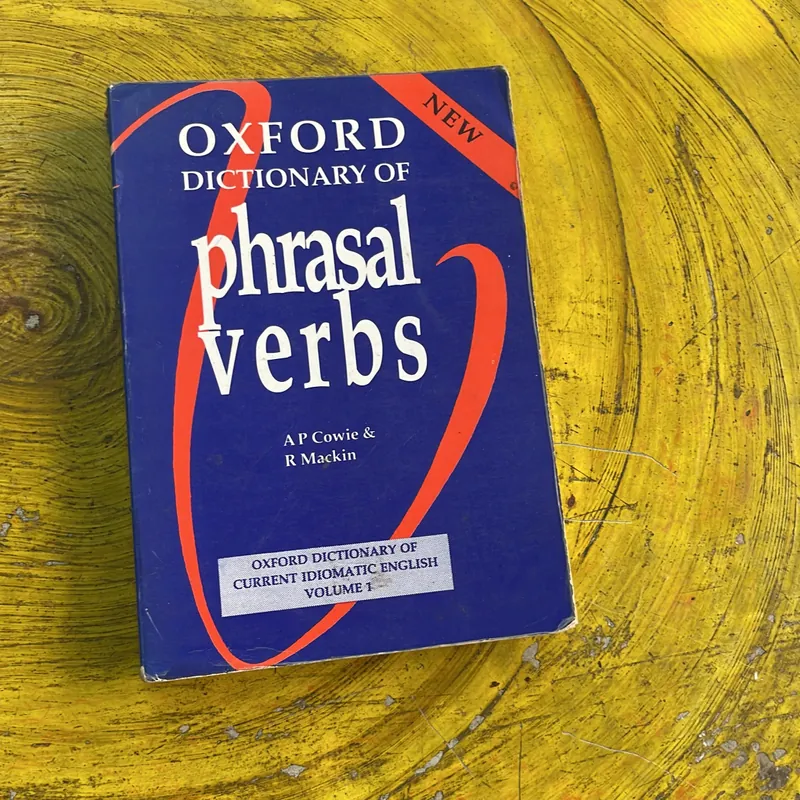 NEW
OXFORD
DICTIONARY OF
phrasal
verbs
A P Cowie &
R Mackin
OXFORD DICTIONARY OF
CURRENT IDIOMATIC ENGLISH
VOLUME 1